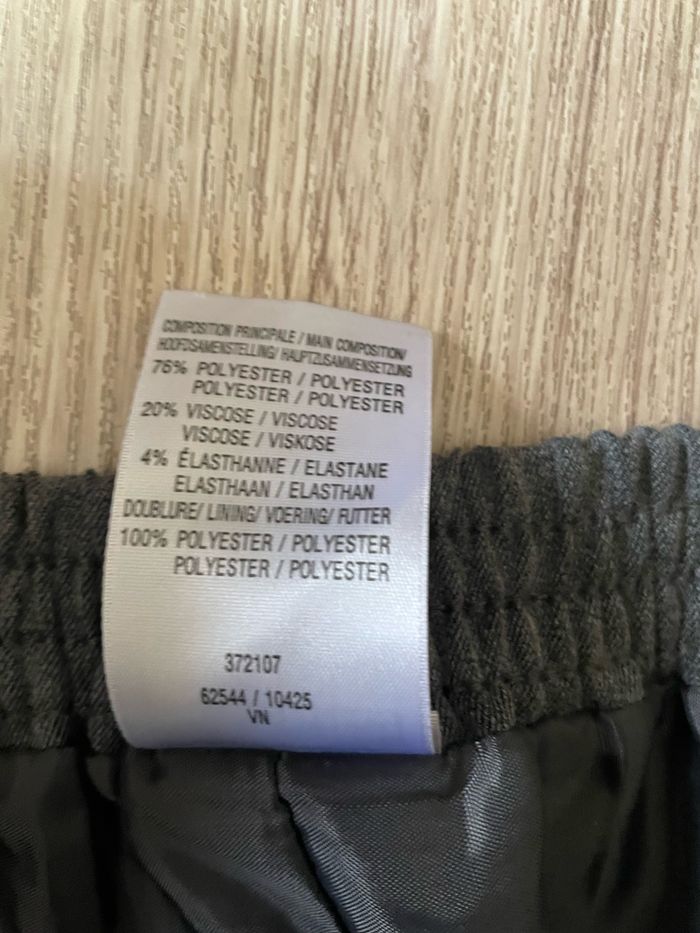 COMPOSITION PRINCIPALE / MAIN COMPOSITION/
HOOFDSAMENSTELLING/ HAUPTZUSAMMENSETZUNG
76% POLYESTER / POLYESTER
POLYESTER / POLYESTER
20% VISCOSE / VISCOSE
VISCOSE / VISKOSE
4% ÉLASTHANNE / ELASTANE
ELASTHAAN / ELASTHAN
DOUBLURE/ LINING/ VOERING/ FUTTER
100% POLYESTER / POLYESTER
POLYESTER / POLYESTER
372107
62544 / 10425
VN